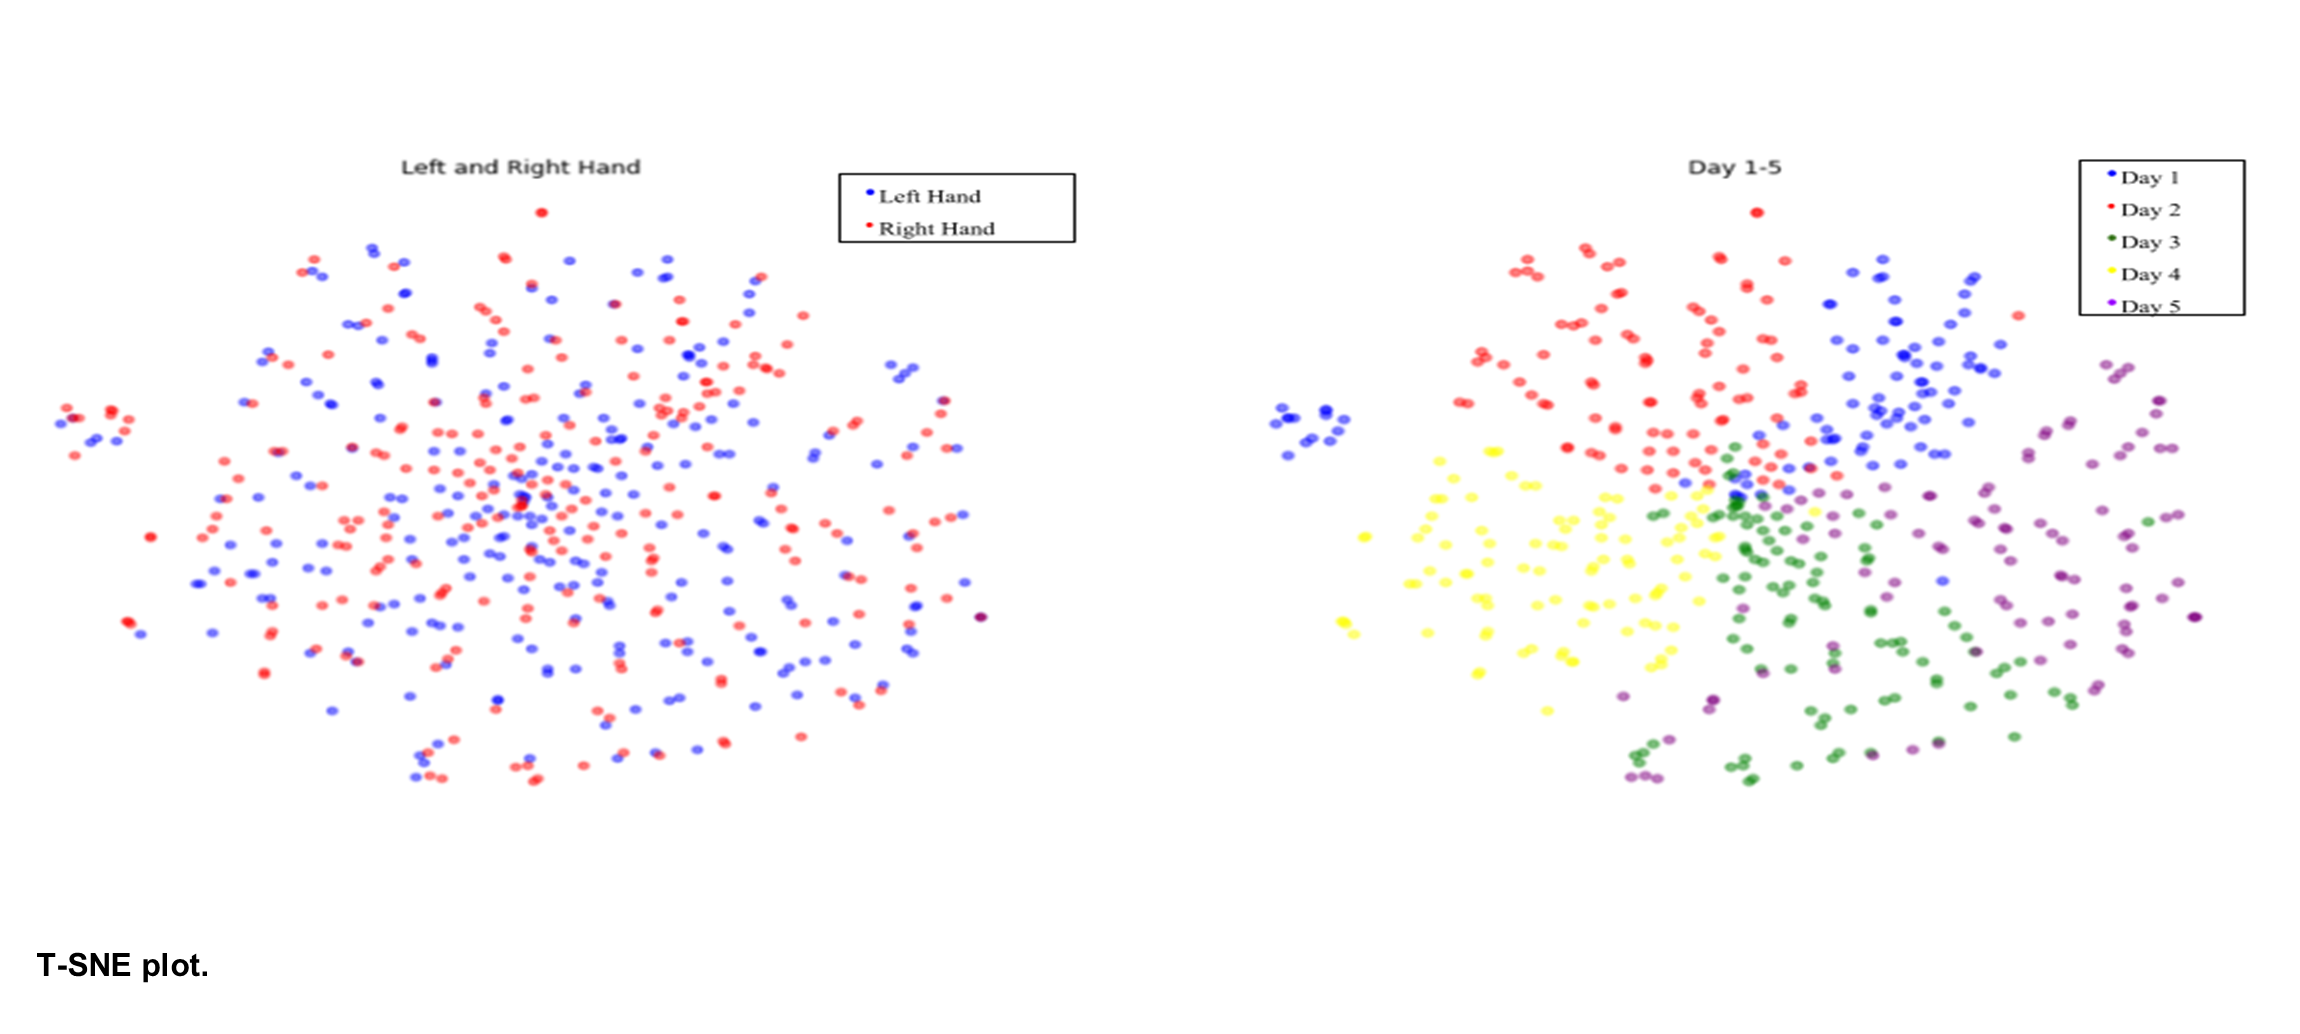 Left and Right Hand
Left Hand
Right Hand
Day 1-5
Day 1
Day 2
Day 3
Day 4
Day 5
T-SNE plot.